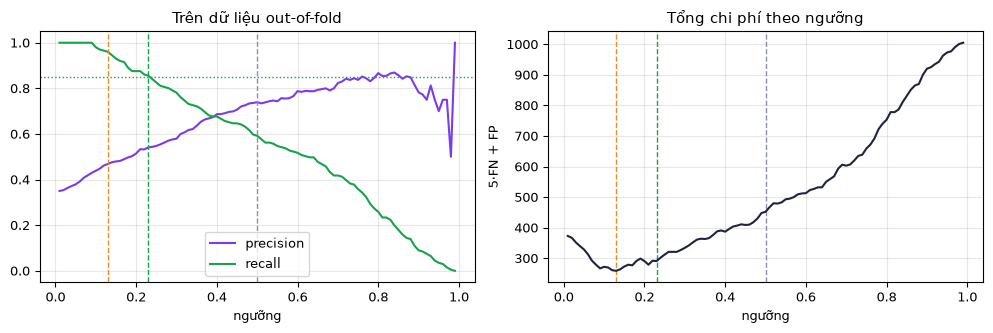 Trên dữ liệu out-of-fold
1.0
0.8
0.6
0.4
0.2
0.0
precision
recall
0.0 0.2 0.4 0.6 0.8 1.0
ngưỡng
Tổng chi phí theo ngưỡng
5·FN + FP
1000
900
800
700
600
500
400
300
0.0 0.2 0.4 0.6 0.8 1.0
ngưỡng